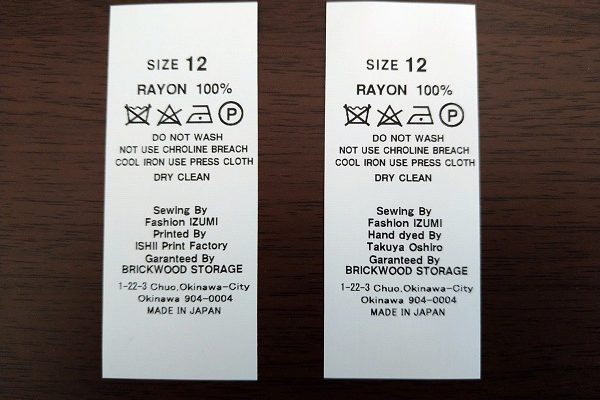 SIZE 12
RAYON 100%
P
DO NOT WASH
NOT USE CHROLINE BREACH
COOL IRON USE PRESS CLOTH
DRY CLEAN
Sewing By
Fashion IZUMI
Printed By
ISHII Print Factory
Garanteed By
BRICKWOOD STORAGE
1-22-3 Chuo,Okinawa-City
Okinawa 904-0004
MADE IN JAPAN
SIZE 12
RAYON 100%
P
DO NOT WASH
NOT USE CHROLINE BREACH
COOL IRON USE PRESS CLOTH
DRY CLEAN
Sewing By
Fashion IZUMI
Hand dyed By
Takuya Oshiro
Garanteed By
BRICKWOOD STORAGE
1-22-3 Chuo,Okinawa-City
Okinawa 904-0004
MADE IN JAPAN